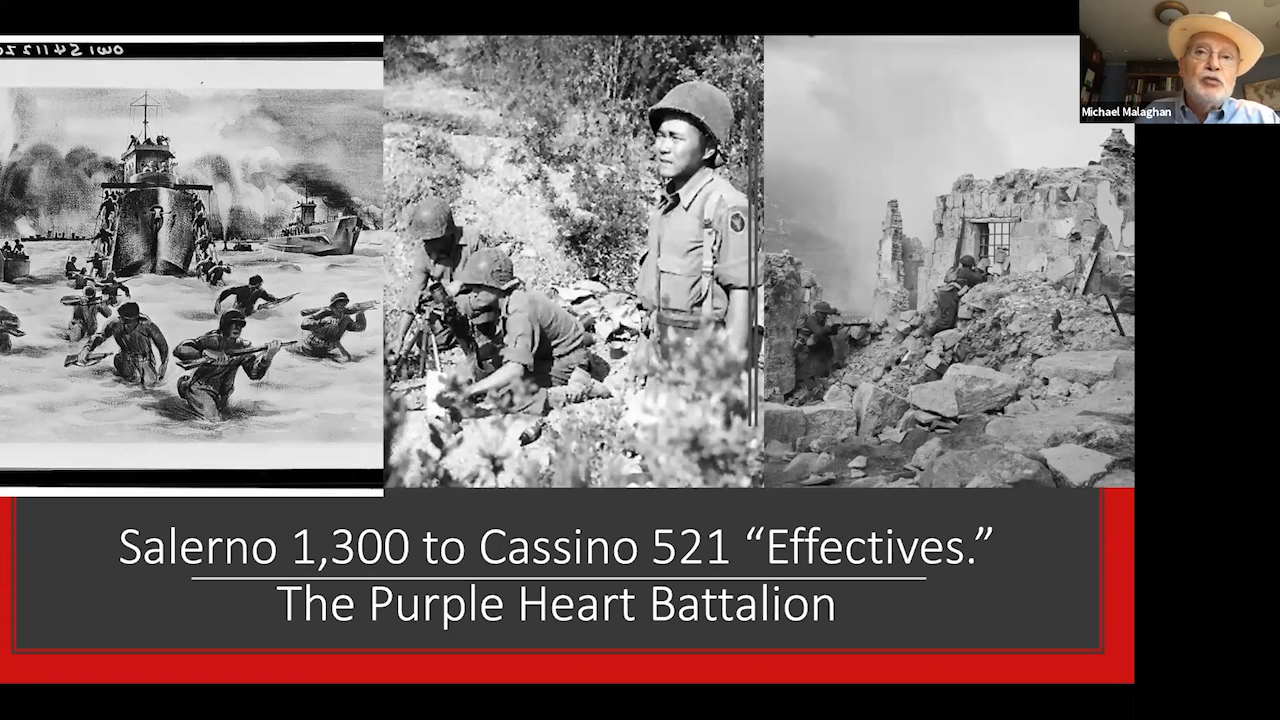 Michael Malaghan
Salerno 1,300 to Cassino 521 “Effectives.”
The Purple Heart Battalion